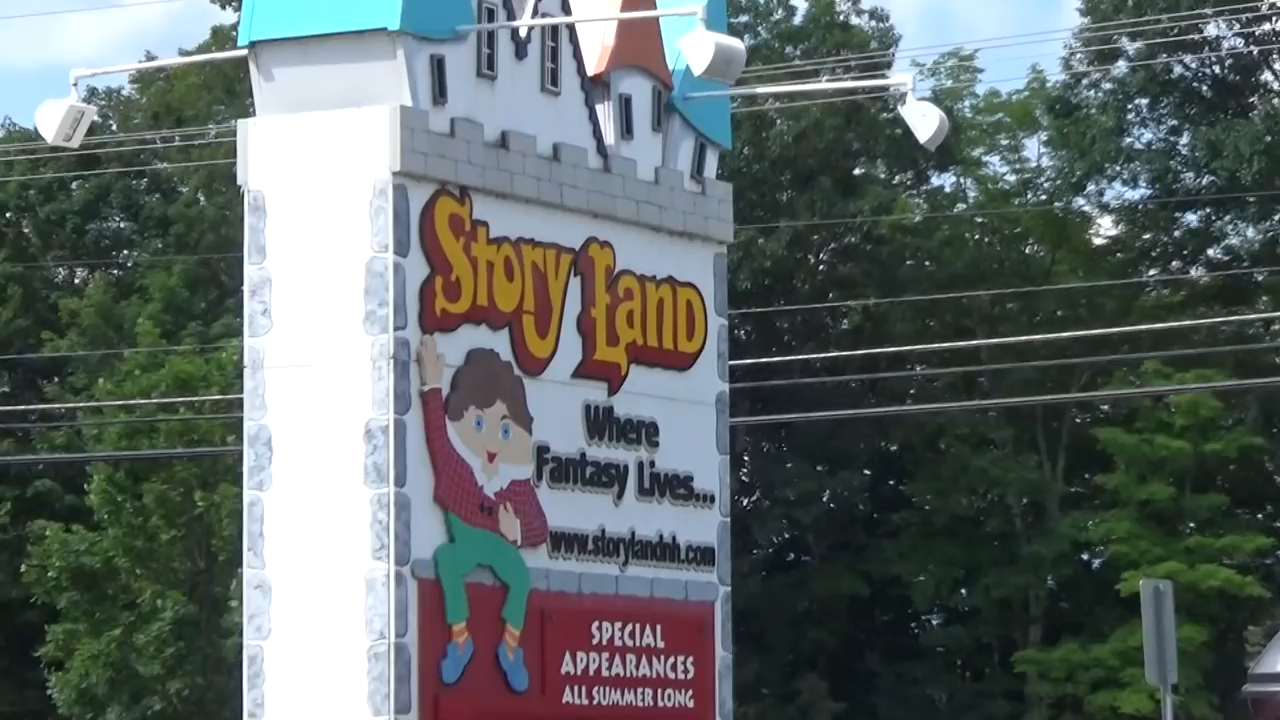 Story Land
Where
Fantasy Lives...
www.storylandnh.com
SPECIAL
APPEARANCES
ALL SUMMER LONG